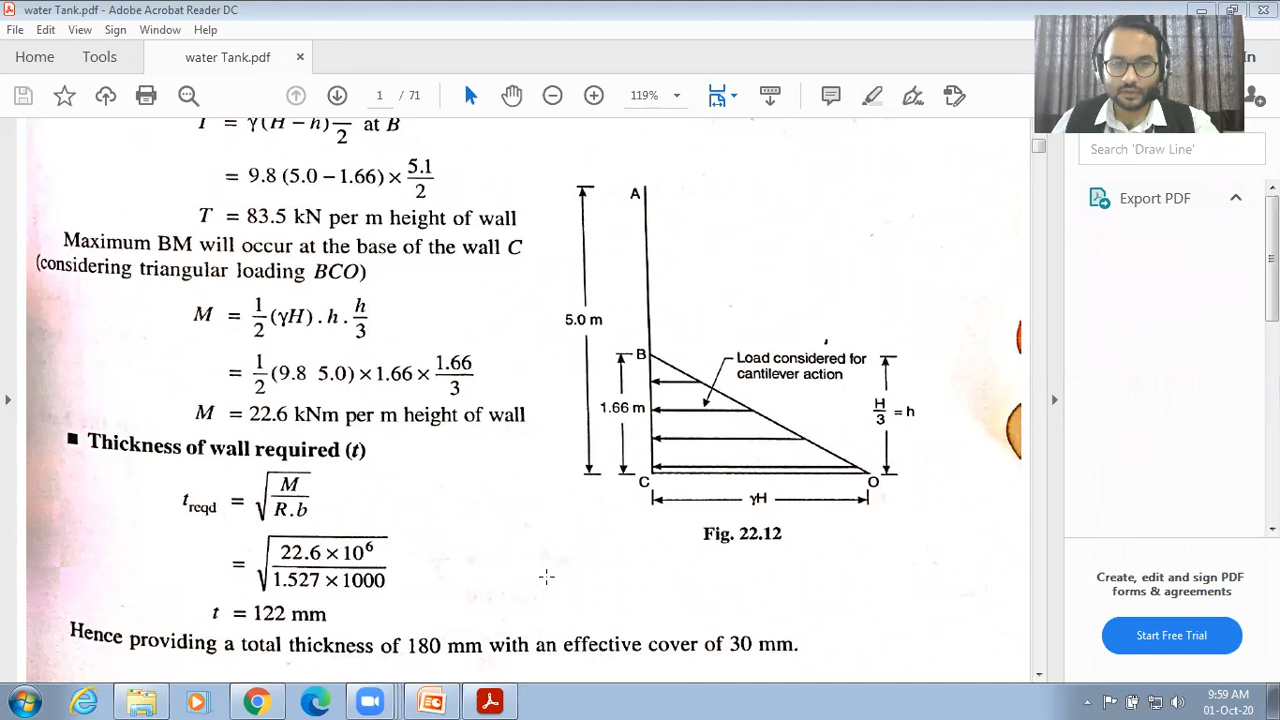 water Tank.pdf - Adobe Acrobat Reader DC
File Edit View Sign Window Help
Home Tools water Tank.pdf × In
1 / 71 119%
T = γ(H – h)—/2 at B
= 9.8 (5.0 – 1.66) × 5.1/2
T = 83.5 kN per m height of wall
Maximum BM will occur at the base of the wall C
(considering triangular loading BCO)
M = 1/2 (γH) . h . h/3
= 1/2 (9.8 5.0) × 1.66 × 1.66/3
M = 22.6 kNm per m height of wall
■ Thickness of wall required (t)
t reqd = √(M / R.b)
= √(22.6 × 10⁶ / 1.527 × 1000)
t = 122 mm
Hence providing a total thickness of 180 mm with an effective cover of 30 mm.
A
5.0 m
B
Load considered for
cantilever action
1.66 m
H/3 = h
C
O
γH
Fig. 22.12
Search 'Draw Line'
Export PDF
Create, edit and sign PDF
forms & agreements
Start Free Trial
9:59 AM
01-Oct-20